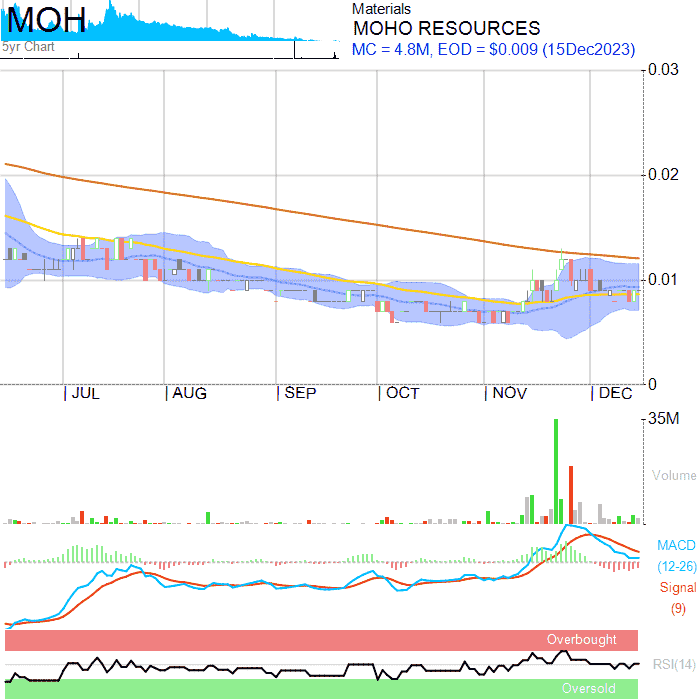 MOH
5yr Chart
Materials
MOHO RESOURCES
MC = 4.8M, EOD = $0.009 (15Dec2023)
0.03
0.02
0.01
0
JUL
AUG
SEP
OCT
NOV
DEC
35M
Volume
MACD
(12-26)
Signal
(9)
Overbought
RSI(14)
Oversold